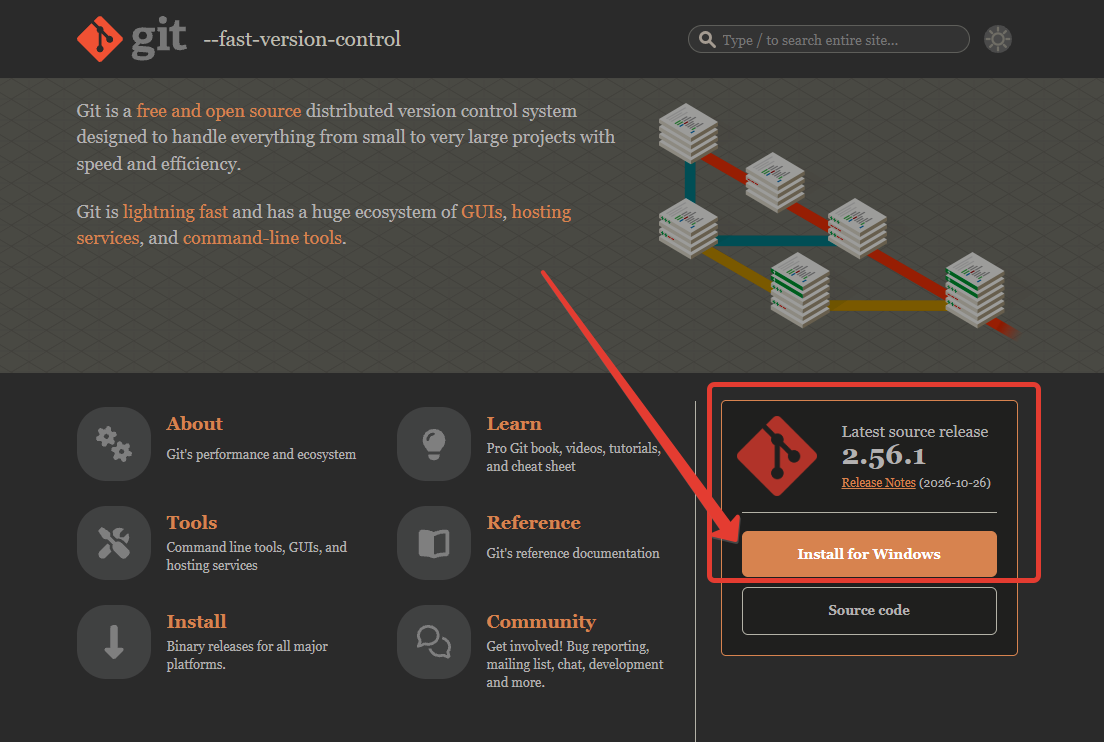 git --fast-version-control
Type / to search entire site...
Git is a free and open source distributed version control system
designed to handle everything from small to very large projects with
speed and efficiency.
Git is lightning fast and has a huge ecosystem of GUIs, hosting
services, and command-line tools.
About
Git's performance and ecosystem
Learn
Pro Git book, videos, tutorials,
and cheat sheet
Tools
Command line tools, GUIs, and
hosting services
Reference
Git's reference documentation
Install
Binary releases for all major
platforms.
Community
Get involved! Bug reporting,
mailing list, chat, development
and more.
Latest source release
2.56.1
Release Notes (2026-10-26)
Install for Windows
Source code